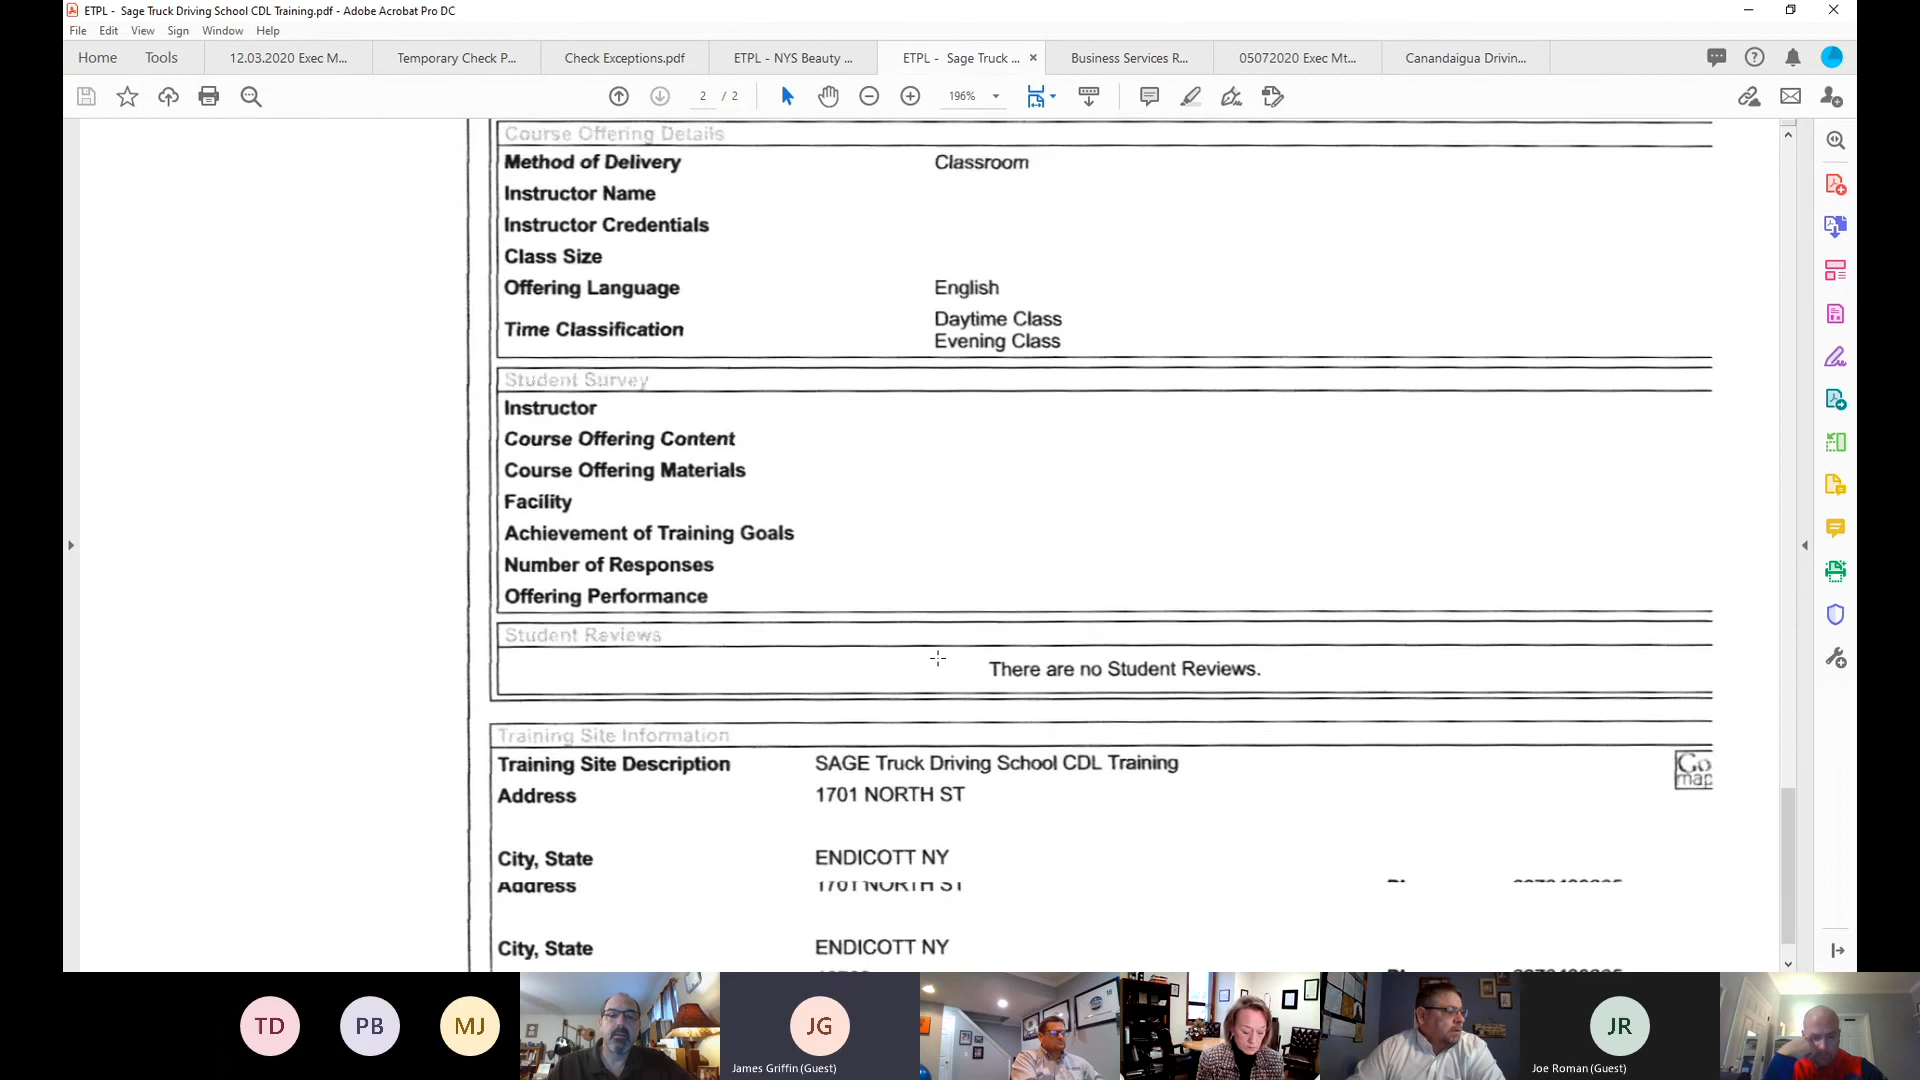 ETPL - Sage Truck Driving School CDL Training.pdf - Adobe Acrobat Pro DC
File Edit View Sign Window Help
Home Tools 12.03.2020 Exec M... Temporary Check P... Check Exceptions.pdf ETPL - NYS Beauty ... ETPL - Sage Truck ... × Business Services R... 05072020 Exec Mt... Canandaigua Drivin...
2 / 2 196%
Course Offering Details
Method of Delivery Classroom
Instructor Name
Instructor Credentials
Class Size
Offering Language English
Time Classification Daytime Class
Evening Class
Student Survey
Instructor
Course Offering Content
Course Offering Materials
Facility
Achievement of Training Goals
Number of Responses
Offering Performance
Student Reviews
There are no Student Reviews.
Training Site Information
Training Site Description SAGE Truck Driving School CDL Training
Go
map
Address 1701 NORTH ST
City, State ENDICOTT NY
Address 1701 NORTH ST
City, State ENDICOTT NY
TD PB MJ JG JR
James Griffin (Guest) Joe Roman (Guest)